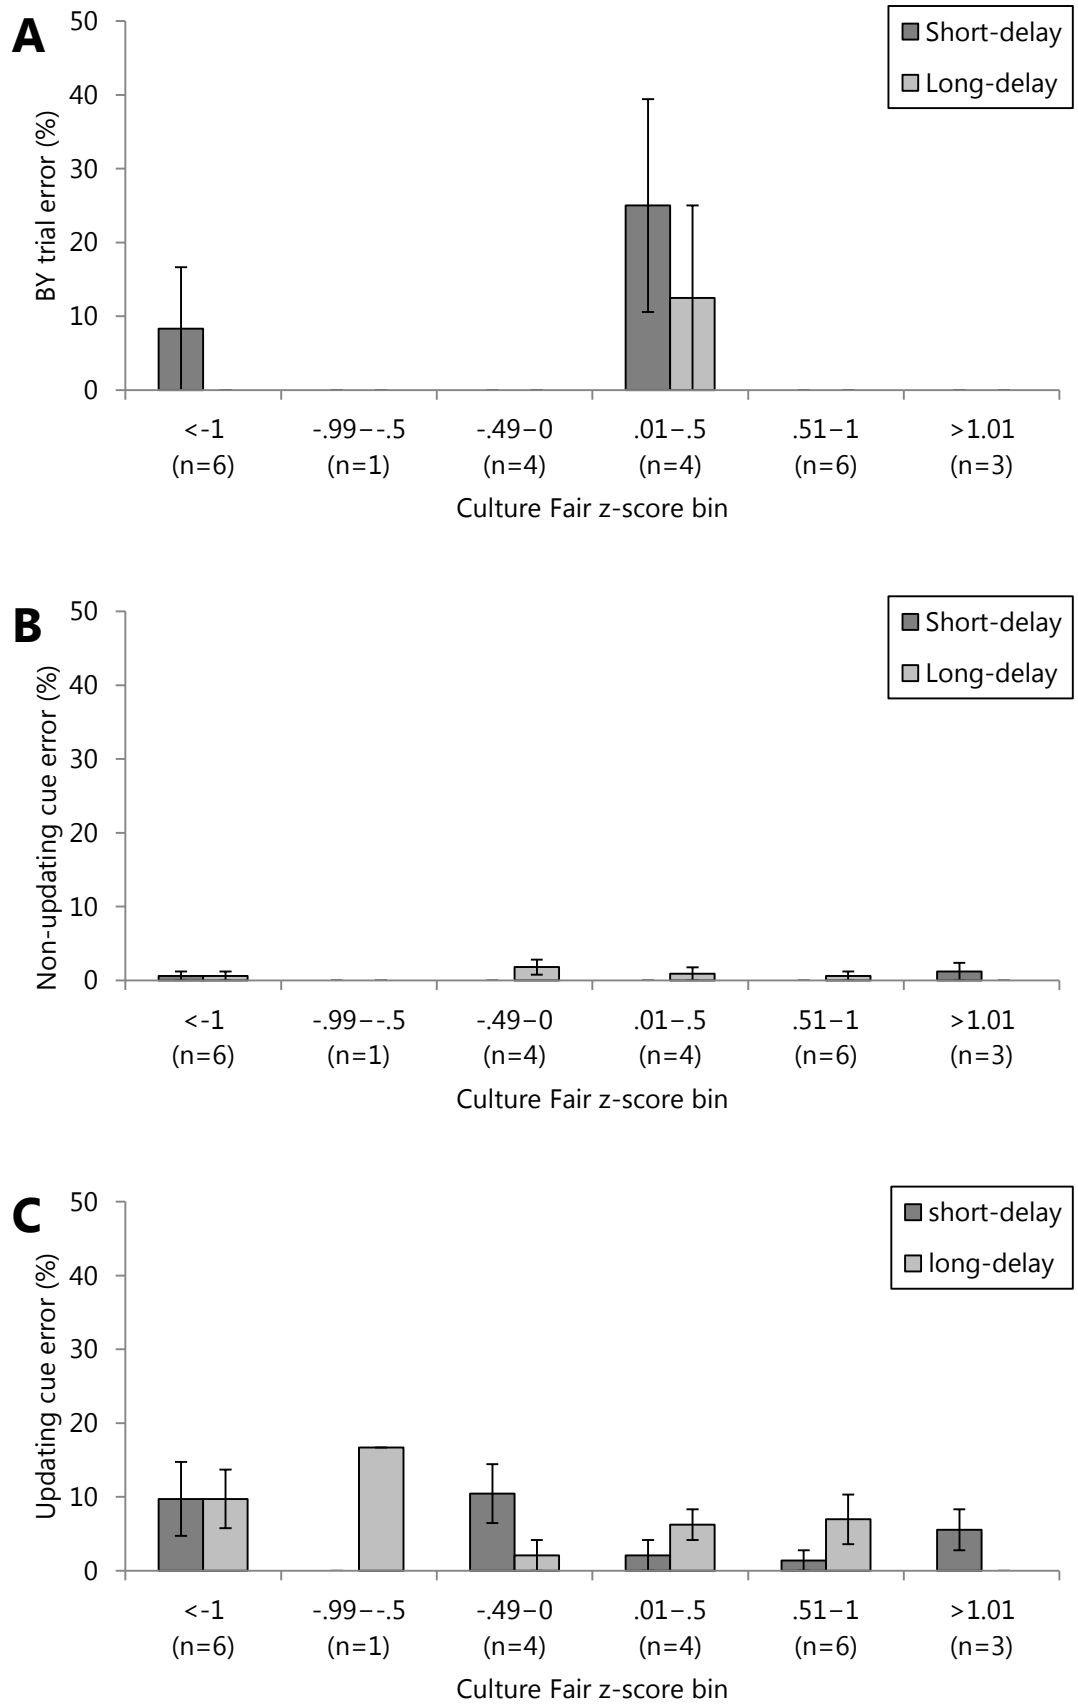 A
50
40
30
20
10
0
BY trial error (%)
Short-delay
Long-delay
<-1 -.99–-.5 -.49–0 .01–.5 .51–1 >1.01
(n=6) (n=1) (n=4) (n=4) (n=6) (n=3)
Culture Fair z-score bin
B
50
40
30
20
10
0
Non-updating cue error (%)
Short-delay
Long-delay
<-1 -.99–-.5 -.49–0 .01–.5 .51–1 >1.01
(n=6) (n=1) (n=4) (n=4) (n=6) (n=3)
Culture Fair z-score bin
C
50
40
30
20
10
0
Updating cue error (%)
short-delay
long-delay
<-1 -.99–-.5 -.49–0 .01–.5 .51–1 >1.01
(n=6) (n=1) (n=4) (n=4) (n=6) (n=3)
Culture Fair z-score bin